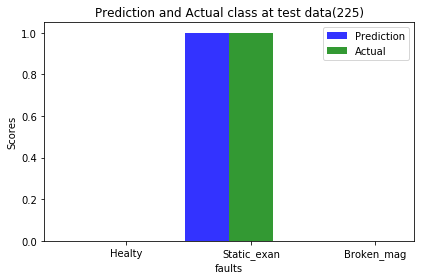 Prediction and Actual class at test data(225)
Prediction
Actual
1.0
0.8
0.6
0.4
0.2
0.0
Scores
Healty Static_exan Broken_mag
faults